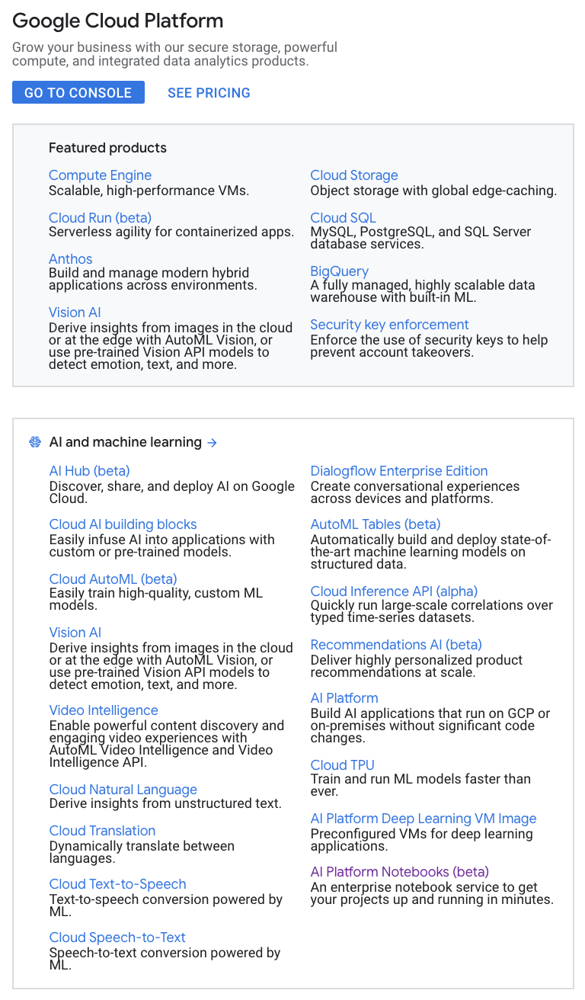 Google Cloud Platform
Grow your business with our secure storage, powerful
compute, and integrated data analytics products.
GO TO CONSOLE
SEE PRICING
Featured products
Compute Engine
Scalable, high-performance VMs.
Cloud Run (beta)
Serverless agility for containerized apps.
Anthos
Build and manage modern hybrid
applications across environments.
Vision AI
Derive insights from images in the cloud
or at the edge with AutoML Vision, or
use pre-trained Vision API models to
detect emotion, text, and more.
Cloud Storage
Object storage with global edge-caching.
Cloud SQL
MySQL, PostgreSQL, and SQL Server
database services.
BigQuery
A fully managed, highly scalable data
warehouse with built-in ML.
Security key enforcement
Enforce the use of security keys to help
prevent account takeovers.
AI and machine learning →
AI Hub (beta)
Discover, share, and deploy AI on Google
Cloud.
Cloud AI building blocks
Easily infuse AI into applications with
custom or pre-trained models.
Cloud AutoML (beta)
Easily train high-quality, custom ML
models.
Vision AI
Derive insights from images in the cloud
or at the edge with AutoML Vision, or
use pre-trained Vision API models to
detect emotion, text, and more.
Video Intelligence
Enable powerful content discovery and
engaging video experiences with
AutoML Video Intelligence and Video
Intelligence API.
Cloud Natural Language
Derive insights from unstructured text.
Cloud Translation
Dynamically translate between
languages.
Cloud Text-to-Speech
Text-to-speech conversion powered by
ML.
Cloud Speech-to-Text
Speech-to-text conversion powered by
ML.
Dialogflow Enterprise Edition
Create conversational experiences
across devices and platforms.
AutoML Tables (beta)
Automatically build and deploy state-of-
the-art machine learning models on
structured data.
Cloud Inference API (alpha)
Quickly run large-scale correlations over
typed time-series datasets.
Recommendations AI (beta)
Deliver highly personalized product
recommendations at scale.
AI Platform
Build AI applications that run on GCP or
on-premises without significant code
changes.
Cloud TPU
Train and run ML models faster than
ever.
AI Platform Deep Learning VM Image
Preconfigured VMs for deep learning
applications.
AI Platform Notebooks (beta)
An enterprise notebook service to get
your projects up and running in minutes.